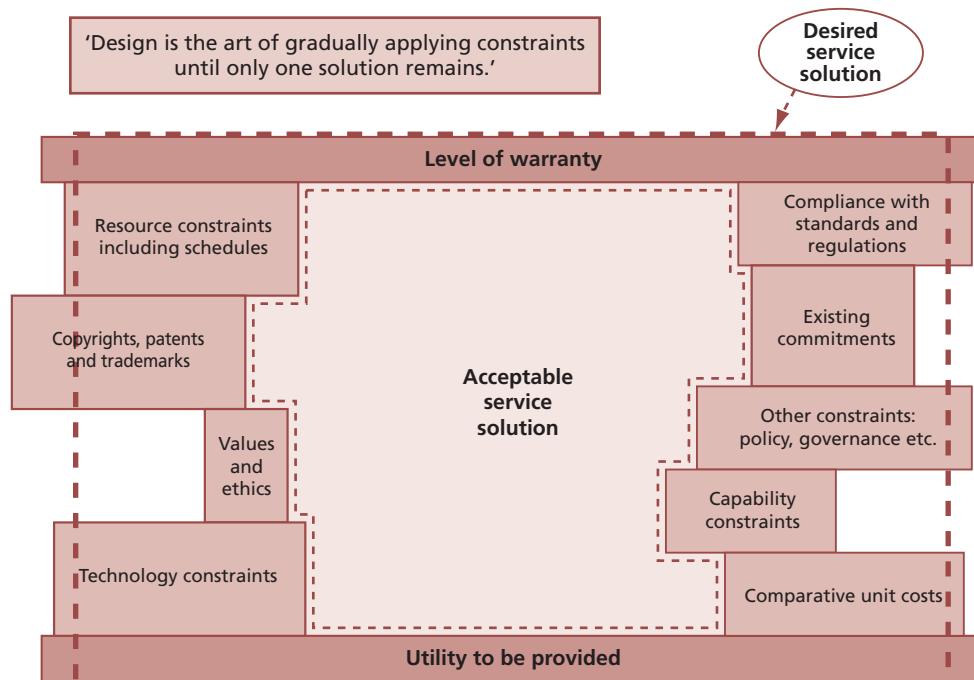 ‘Design is the art of gradually applying constraints
until only one solution remains.’
Desired
service
solution
Level of warranty
Resource constraints
including schedules
Compliance with
standards and
regulations
Copyrights, patents
and trademarks
Existing
commitments
Acceptable
service
solution
Values
and
ethics
Other constraints:
policy, governance etc.
Capability
constraints
Technology constraints
Comparative unit costs
Utility to be provided